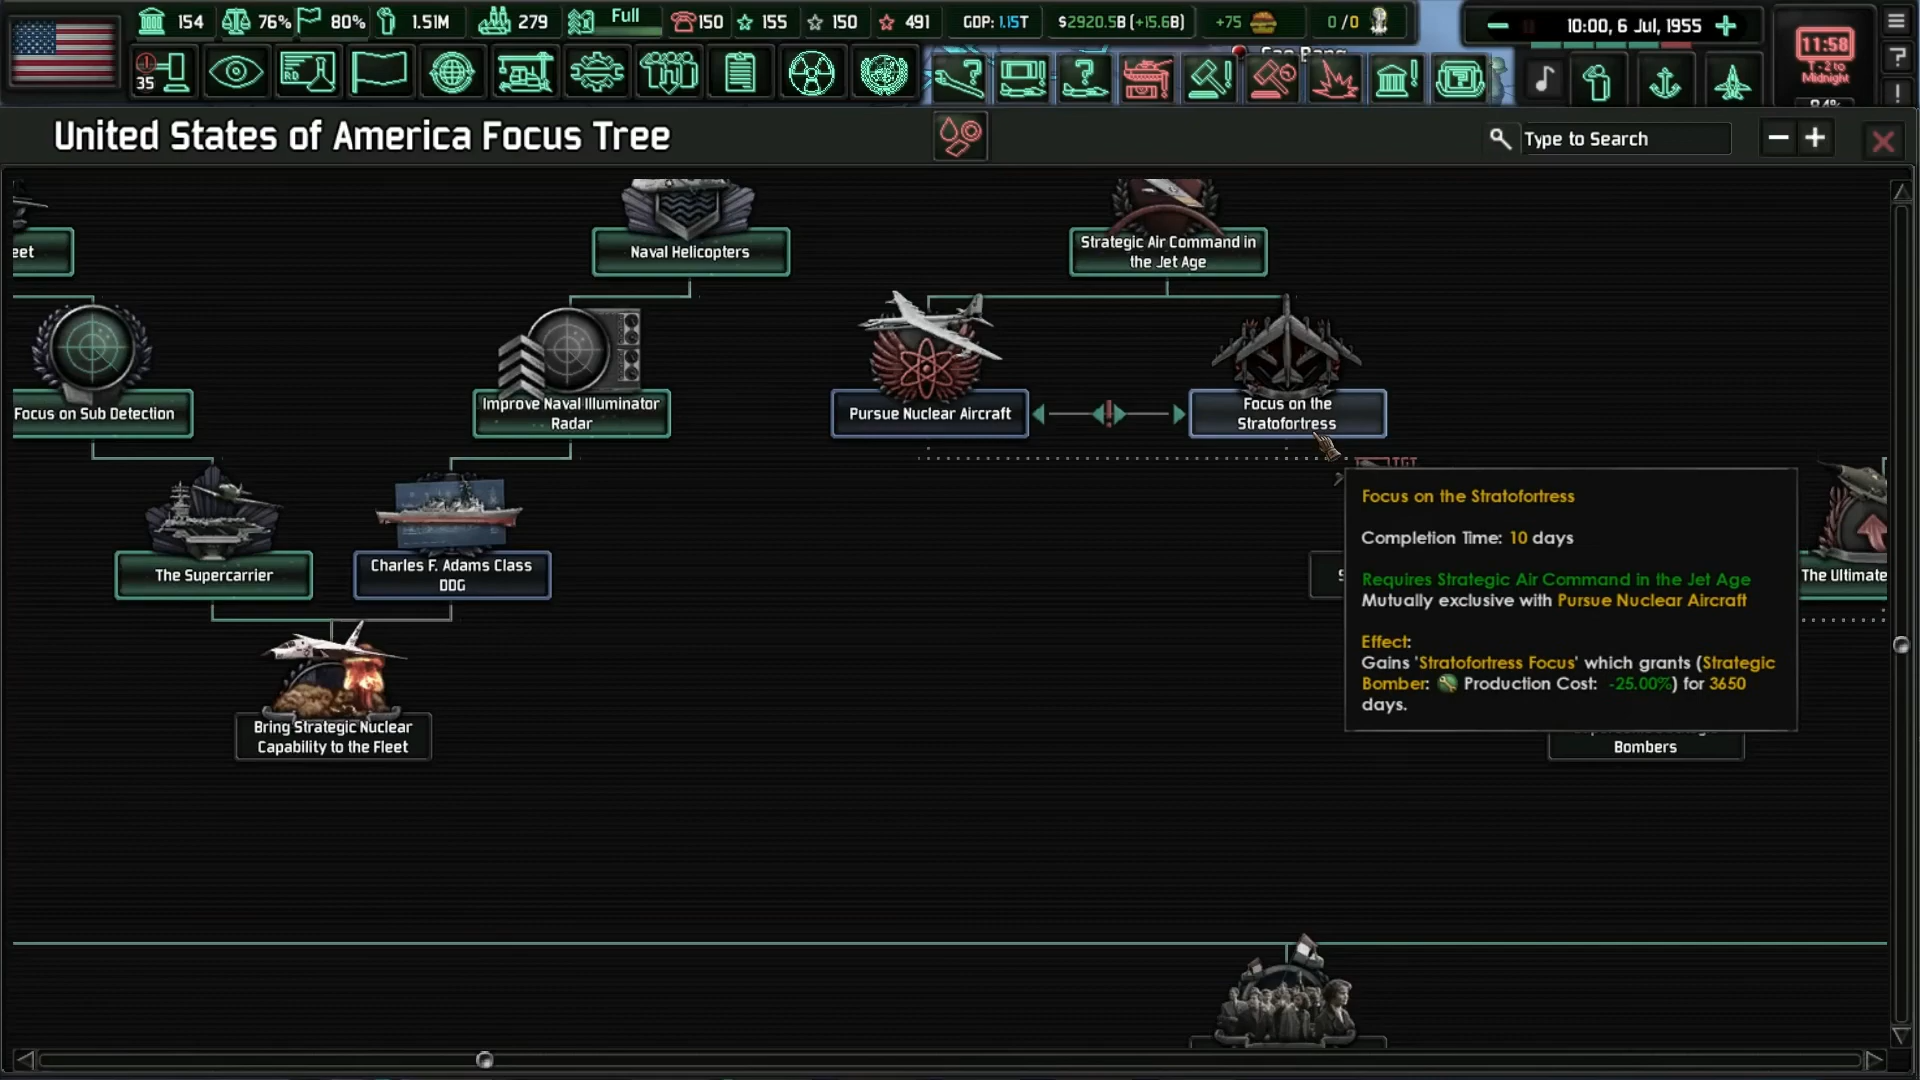 154
76%
80%
1.51M
279
Full
150
155
150
491
GDP: 1.15T
$2920.5B (+15.6B)
+75
0 / 0
10:00, 6 Jul, 1955
11:58
T-2 to
Midnight
84%
35
RD
United States of America Focus Tree
Type to Search
Naval Helicopters
Strategic Air Command in
the Jet Age
Focus on Sub Detection
Improve Naval Illuminator
Radar
Pursue Nuclear Aircraft
Focus on the
Stratofortress
The Supercarrier
Charles F. Adams Class
DDG
The Ultimate
Focus on the Stratofortress
Completion Time: 10 days
Requires Strategic Air Command in the Jet Age
Mutually exclusive with Pursue Nuclear Aircraft
Effect:
Gains 'Stratofortress Focus' which grants (Strategic
Bomber: Production Cost: -25.00%) for 3650
days.
Bring Strategic Nuclear
Capability to the Fleet
Bombers